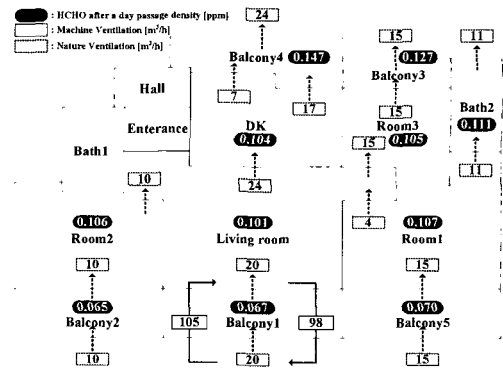 : HCHO after a day passage density [ppm]
: Machine Ventilation [m³/h]
: Nature Ventilation [m³/h]
24
15
11
Balcony4 0.147
0.127
Balcony3
Hall
7
17
15
Bath2
0.111
Enterance
DK
Room3
Bath1
0.104
15
0.105
10
24
11
4
0.106
0.101
0.107
Room2
Living room
Room1
10
20
15
0.065
0.067
0.070
Balcony2
105
Balcony1
98
Balcony5
10
20
15